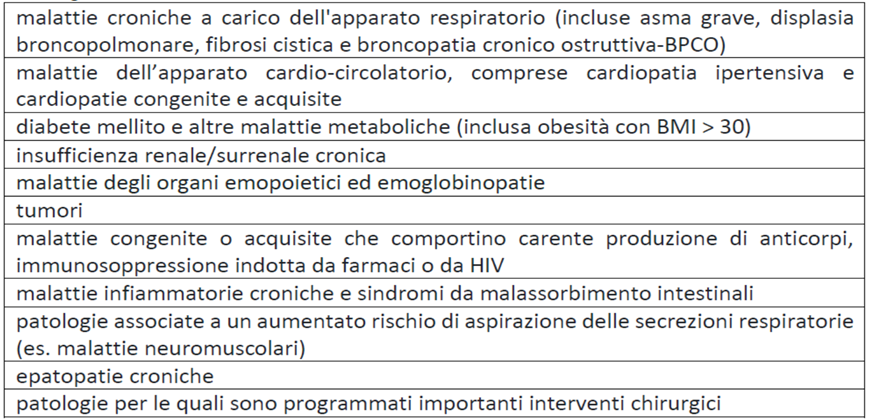 malattie croniche a carico dell'apparato respiratorio (incluse asma grave, displasia
broncopolmonare, fibrosi cistica e broncopatia cronico ostruttiva-BPCO)
malattie dell’apparato cardio-circolatorio, comprese cardiopatia ipertensiva e
cardiopatie congenite e acquisite
diabete mellito e altre malattie metaboliche (inclusa obesità con BMI > 30)
insufficienza renale/surrenale cronica
malattie degli organi emopoietici ed emoglobinopatie
tumori
malattie congenite o acquisite che comportino carente produzione di anticorpi,
immunosoppressione indotta da farmaci o da HIV
malattie infiammatorie croniche e sindromi da malassorbimento intestinali
patologie associate a un aumentato rischio di aspirazione delle secrezioni respiratorie
(es. malattie neuromuscolari)
epatopatie croniche
patologie per le quali sono programmati importanti interventi chirurgici